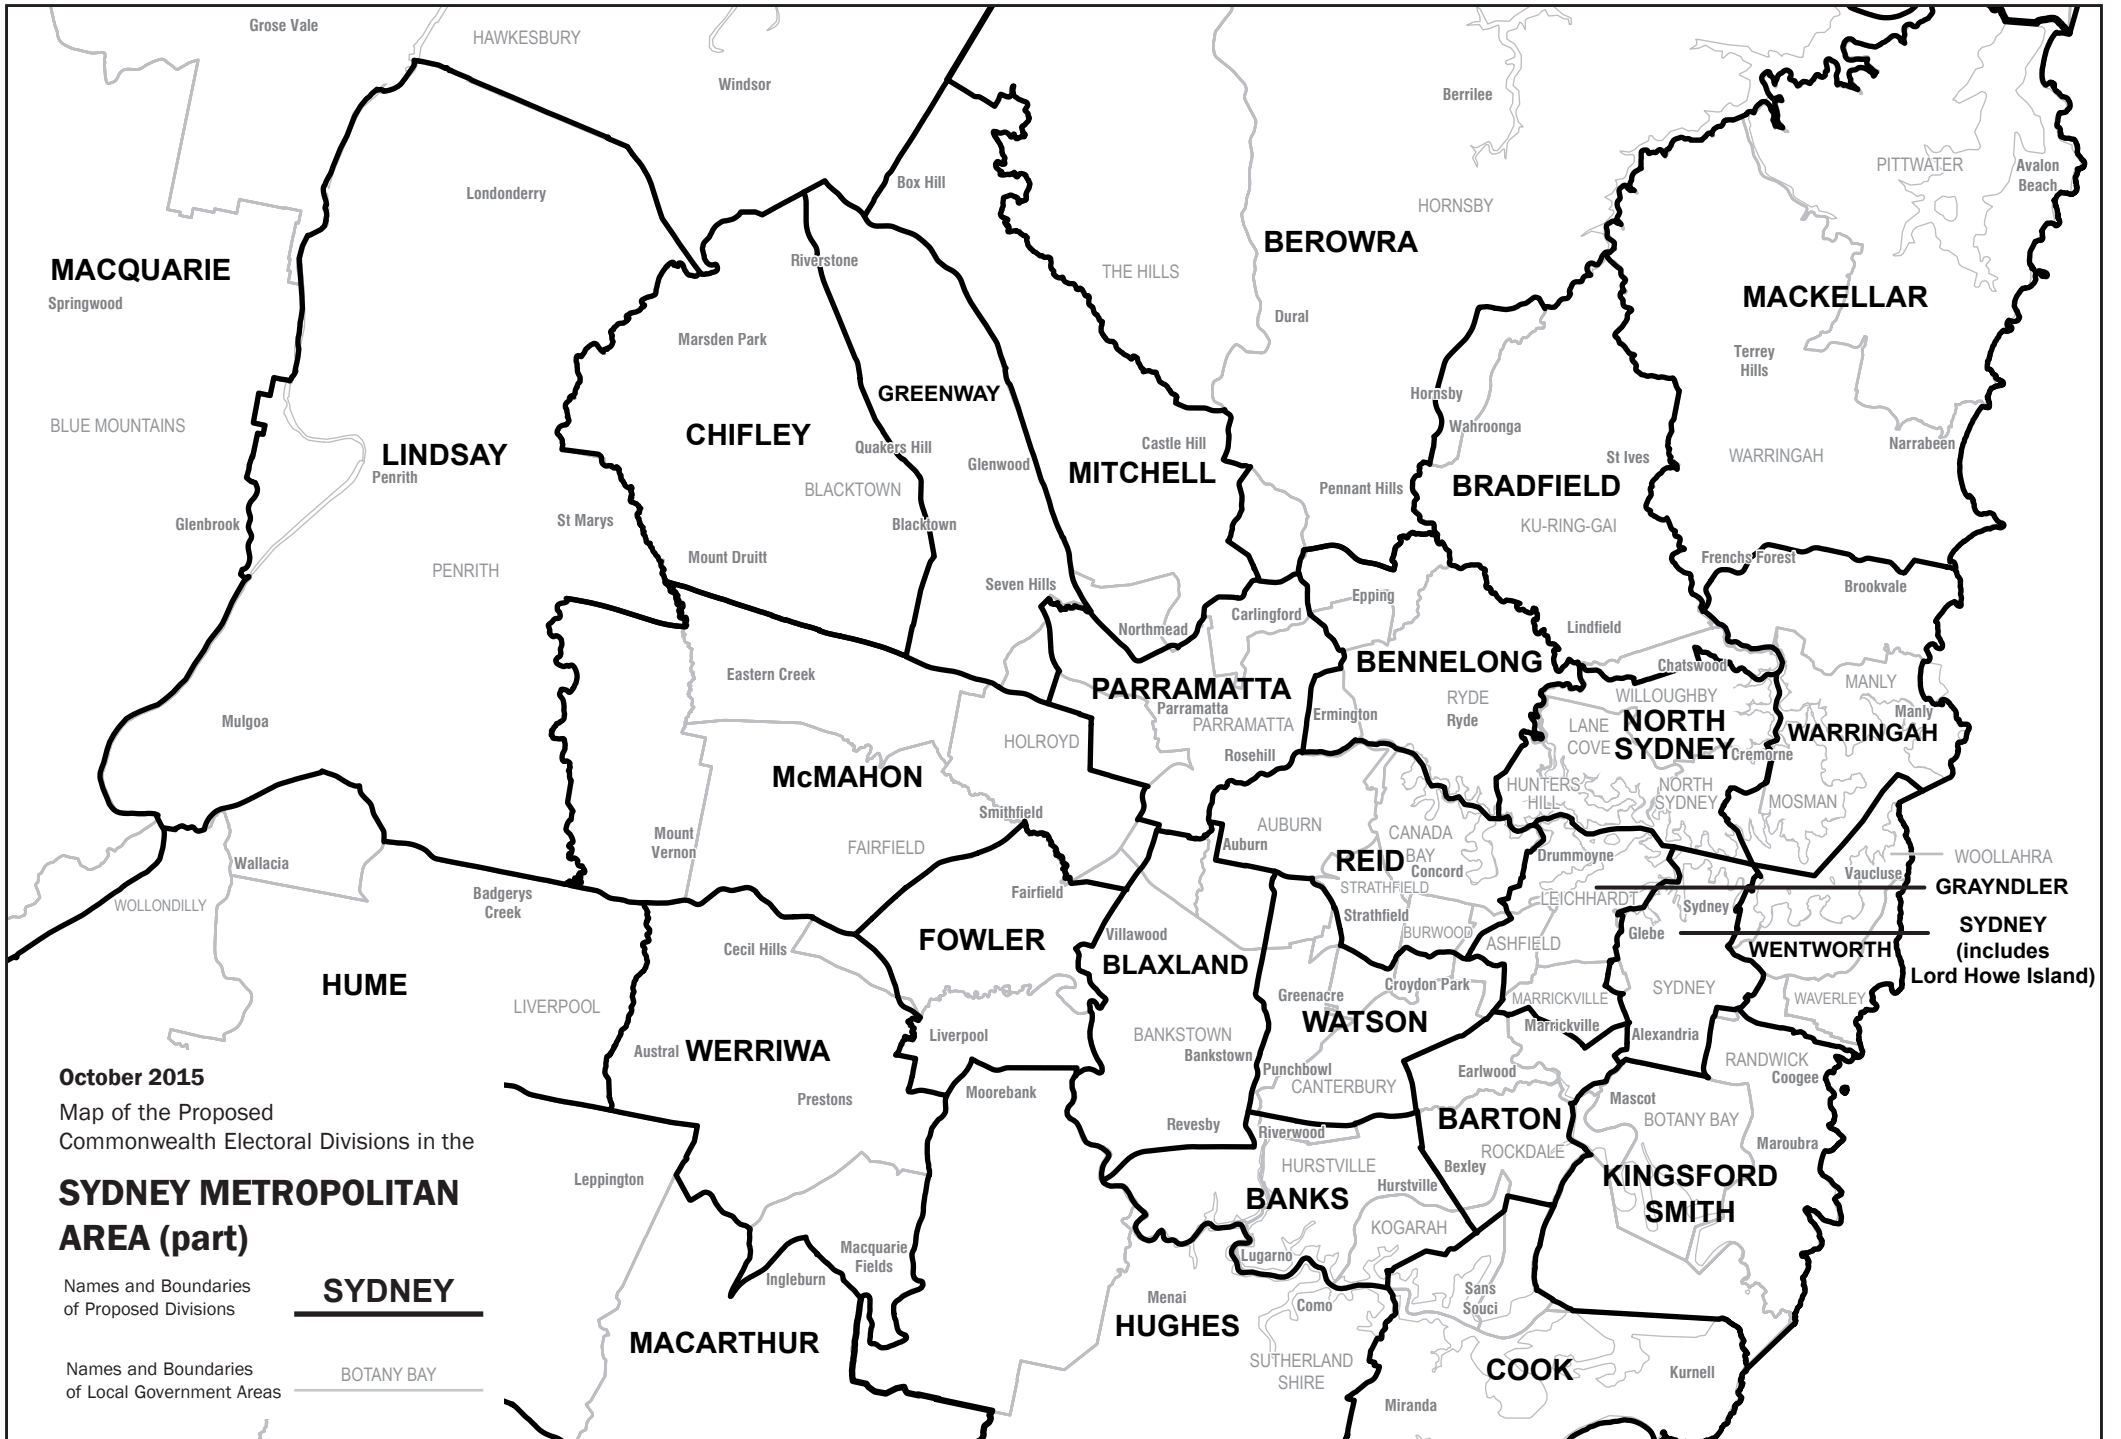 Grose Vale
HAWKESBURY
Windsor
Berrilee
PITTWATER
Avalon
Beach
Londonderry
Box Hill
HORNSBY
MACQUARIE
Springwood
Riverstone
THE HILLS
BEROWRA
MACKELLAR
Dural
Marsden Park
Terrey
Hills
GREENWAY
Hornsby
BLUE MOUNTAINS
Wahroonga
CHIFLEY
Quakers Hill
Castle Hill
Narrabeen
LINDSAY
Penrith
Glenwood
MITCHELL
St Ives
WARRINGAH
BLACKTOWN
Pennant Hills
BRADFIELD
Glenbrook
St Marys
Blacktown
KU-RING-GAI
PENRITH
Mount Druitt
Frenchs Forest
Seven Hills
Epping
Brookvale
Carlingford
Northmead
Lindfield
Eastern Creek
BENNELONG
Chatswood
PARRAMATTA
Parramatta
PARRAMATTA
RYDE
Ryde
WILLOUGHBY
MANLY
Manly
Mulgoa
Ermington
LANE
COVE
NORTH
SYDNEY
WARRINGAH
HOLROYD
Rosehill
Cremorne
McMAHON
HUNTERS
HILL
NORTH
SYDNEY
MOSMAN
Smithfield
AUBURN
CANADA
BAY
Mount
Vernon
FAIRFIELD
Auburn
REID
Concord
Drummoyne
WOOLLAHRA
Wallacia
Vaucluse
GRAYNDLER
WOLLONDILLY
Badgerys
Creek
Fairfield
STRATHFIELD
Strathfield
LEICHHARDT
Sydney
SYDNEY
(includes
Lord Howe Island)
Cecil Hills
FOWLER
Villawood
BURWOOD
ASHFIELD
Glebe
WENTWORTH
BLAXLAND
HUME
LIVERPOOL
Greenacre
Croydon Park
MARRICKVILLE
SYDNEY
WAVERLEY
Austral
WERRIWA
Liverpool
BANKSTOWN
Bankstown
WATSON
Marrickville
Alexandria
RANDWICK
Coogee
October 2015
Map of the Proposed
Commonwealth Electoral Divisions in the
SYDNEY METROPOLITAN
AREA (part)
Prestons
Moorebank
Punchbowl
CANTERBURY
Earlwood
Mascot
BOTANY BAY
Revesby
Riverwood
BARTON
Maroubra
Leppington
HURSTVILLE
Hurstville
ROCKDALE
Bexley
KINGSFORD
SMITH
BANKS
KOGARAH
Macquarie
Fields
Ingleburn
Lugarno
Names and Boundaries
of Proposed Divisions
SYDNEY
Menai
Como
Sans
Souci
HUGHES
MACARTHUR
SUTHERLAND
SHIRE
COOK
Kurnell
Miranda
Names and Boundaries
of Local Government Areas
BOTANY BAY